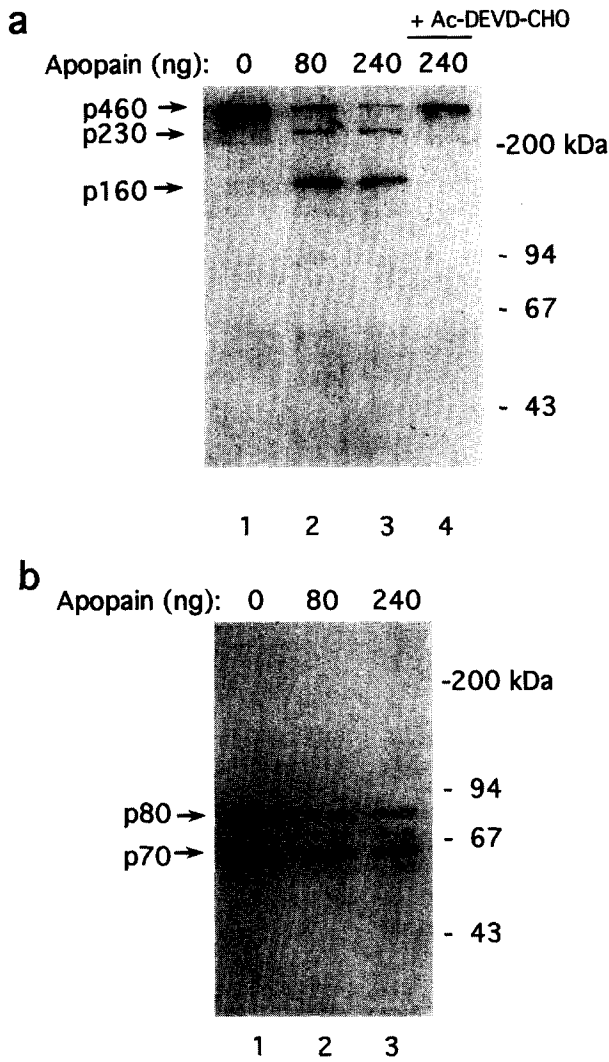 a
+ Ac-DEVD-CHO
Apopain (ng): 0 80 240 240
p460
p230
-200 kDa
p160
- 94
- 67
- 43
1 2 3 4
b
Apopain (ng): 0 80 240
-200 kDa
- 94
p80
- 67
p70
- 43
1 2 3